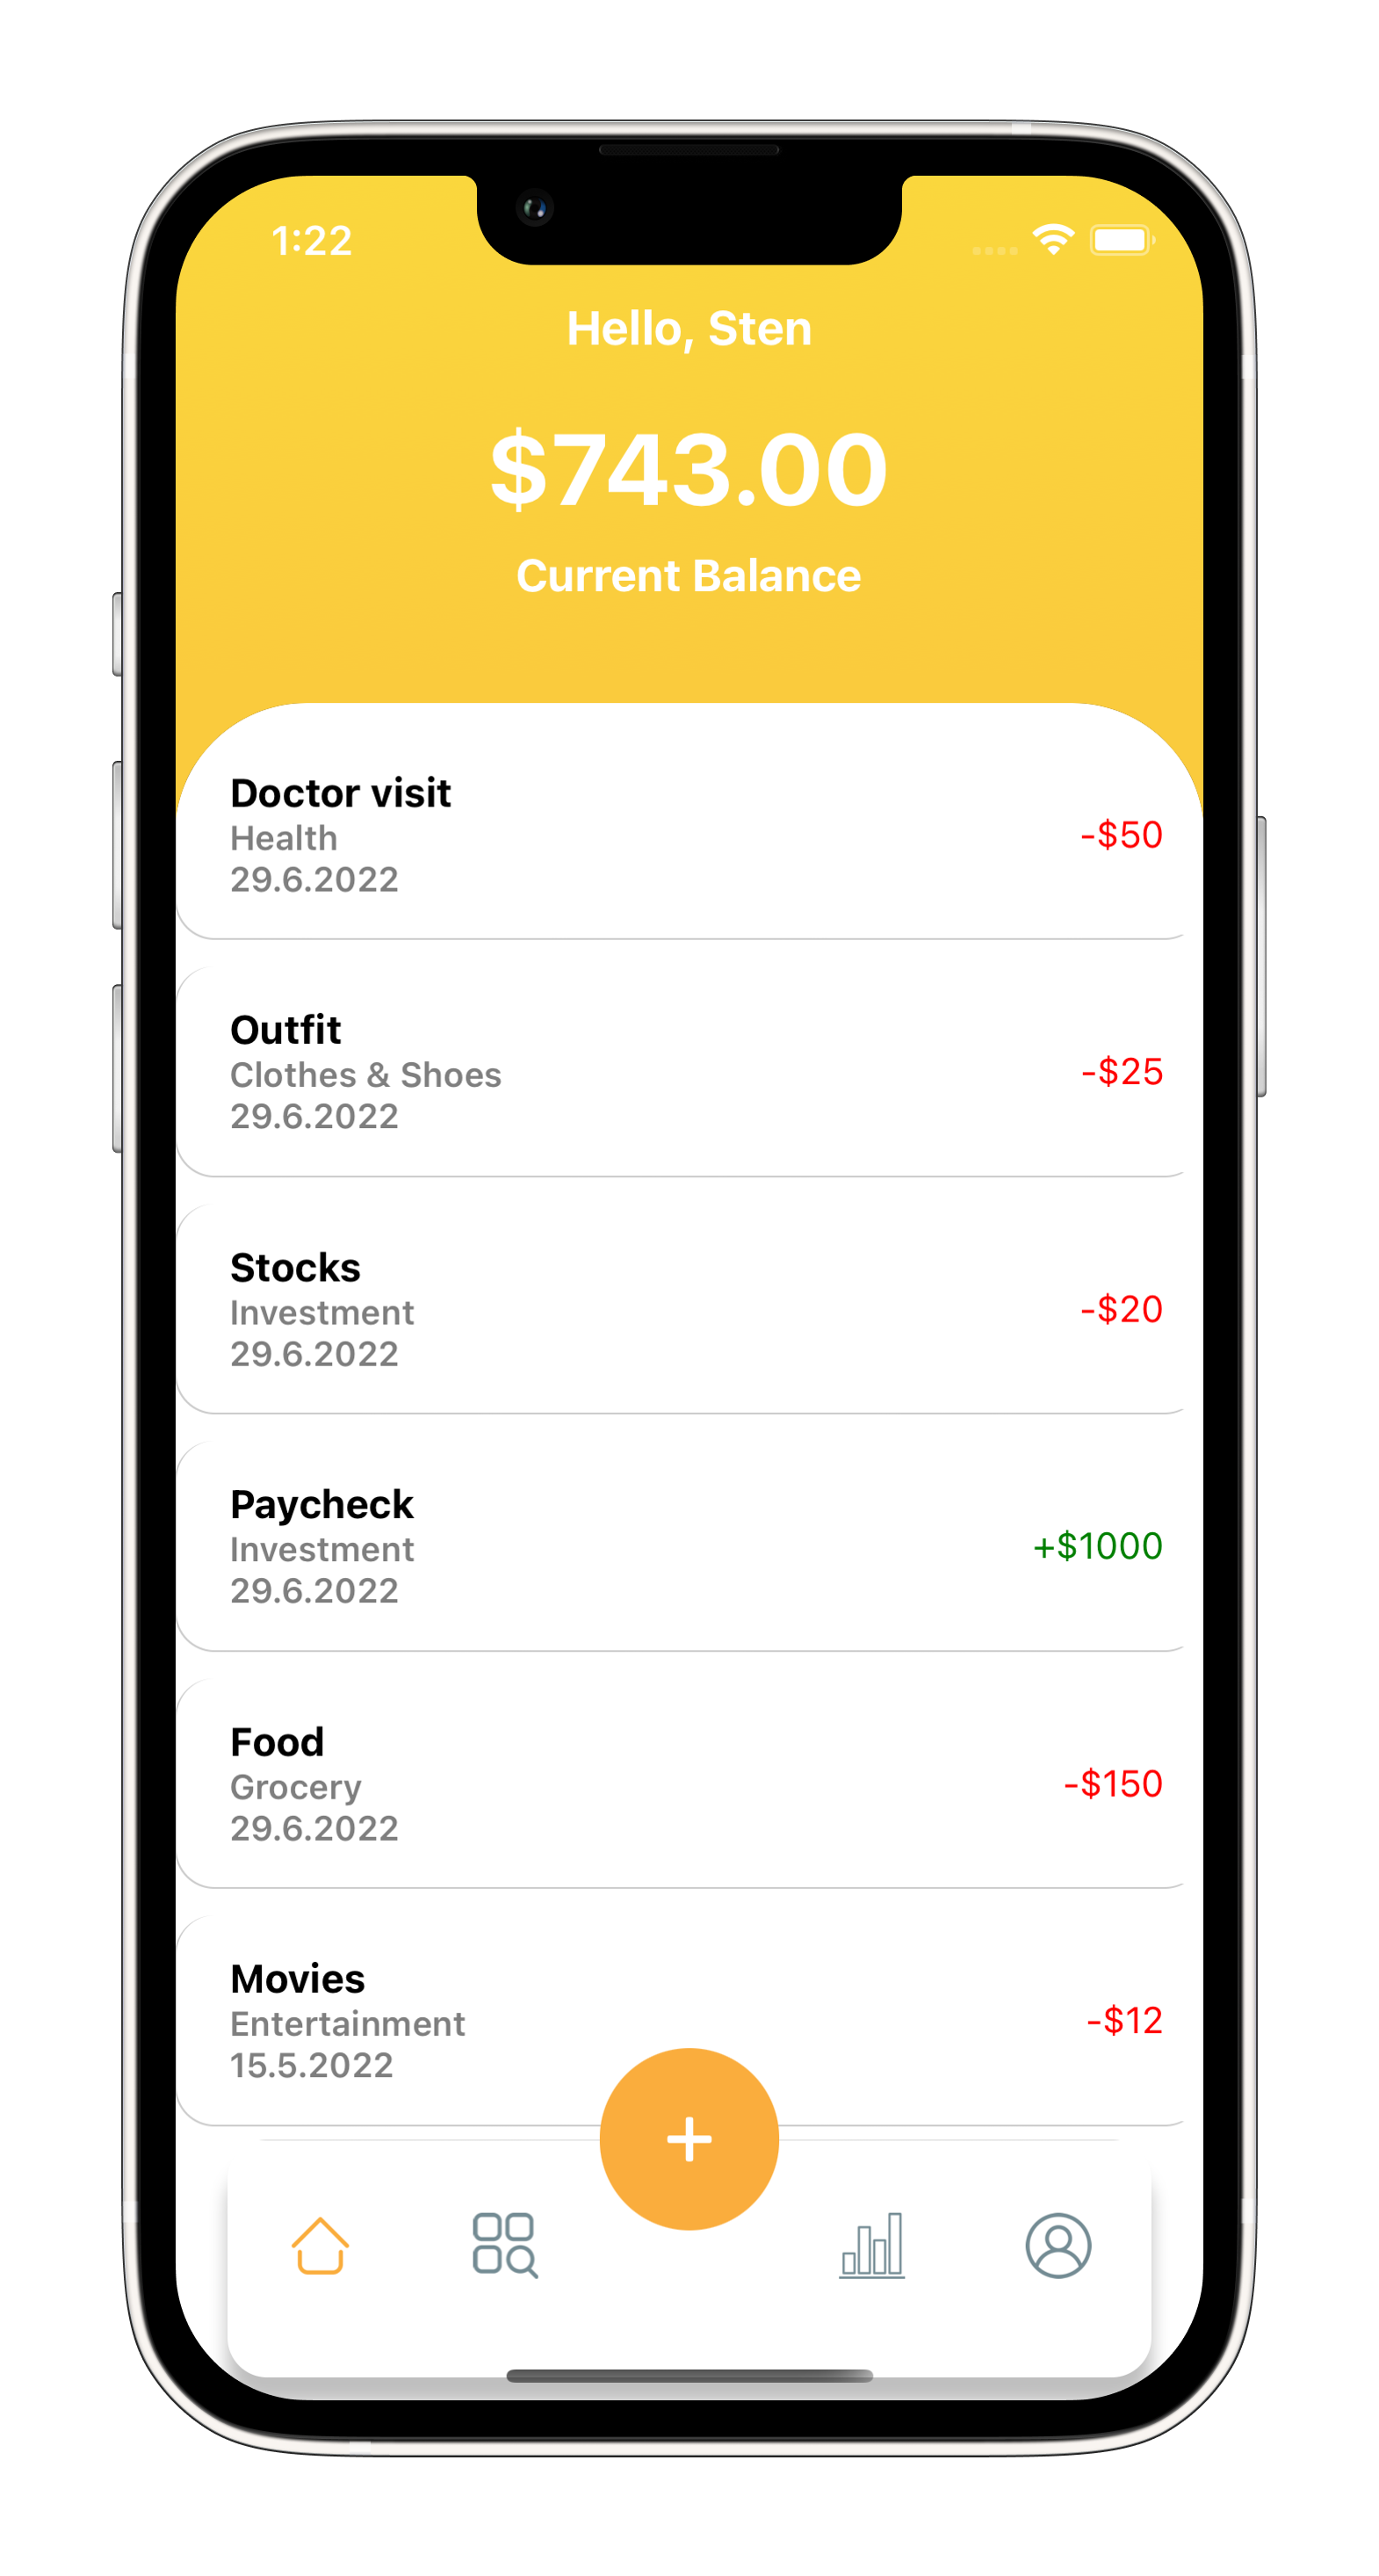 1:22
Hello, Sten
$743.00
Current Balance
Doctor visit
Health
29.6.2022
-$50
Outfit
Clothes & Shoes
29.6.2022
-$25
Stocks
Investment
29.6.2022
-$20
Paycheck
Investment
29.6.2022
+$1000
Food
Grocery
29.6.2022
-$150
Movies
Entertainment
15.5.2022
-$12
+